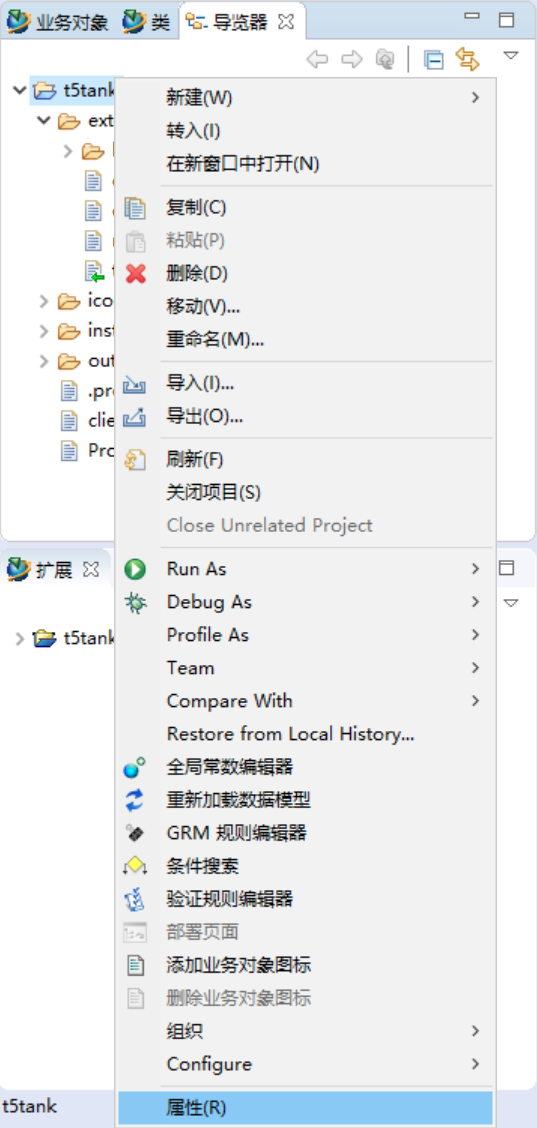 业务对象 类 导览器
t5tank
ext
ico
inst
out
.pro
clie
Pro
新建(W)
转入(I)
在新窗口中打开(N)
复制(C)
粘贴(P)
删除(D)
移动(V)...
重命名(M)...
导入(I)...
导出(O)...
刷新(F)
关闭项目(S)
Close Unrelated Project
Run As
Debug As
Profile As
Team
Compare With
Restore from Local History...
全局常数编辑器
重新加载数据模型
GRM 规则编辑器
条件搜索
验证规则编辑器
部署页面
添加业务对象图标
删除业务对象图标
组织
Configure
属性(R)
扩展
t5tank
t5tank